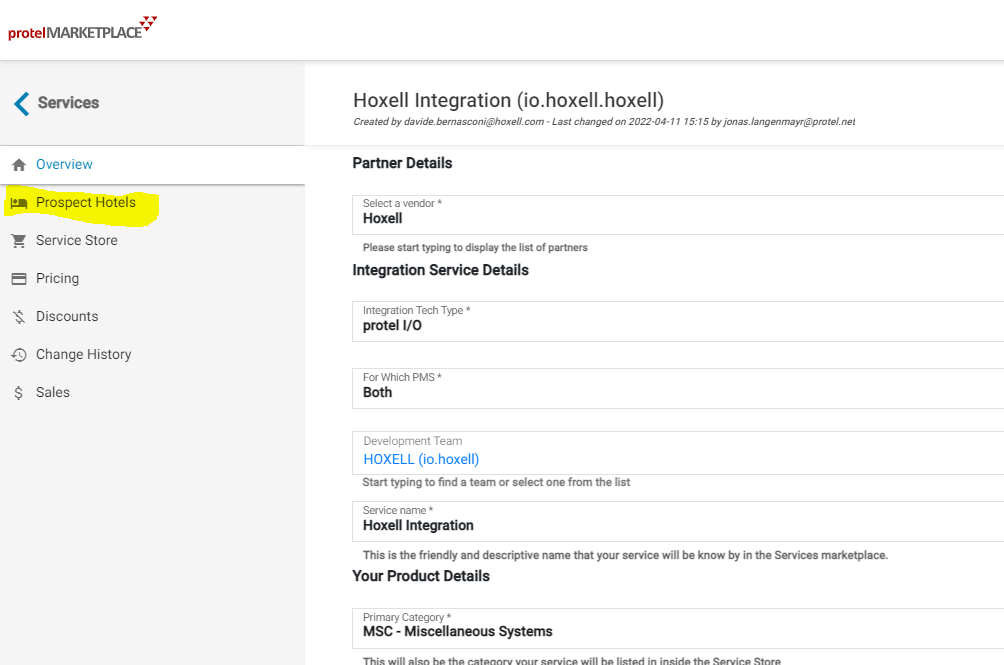 protelMARKETPLACE
Services
Overview
Prospect Hotels
Service Store
Pricing
Discounts
Change History
Sales
Hoxell Integration (io.hoxell.hoxell)
Created by davide.bernasconi@hoxell.com - Last changed on 2022-04-11 15:15 by jonas.langenmayr@protel.net
Partner Details
Select a vendor *
Hoxell
Please start typing to display the list of partners
Integration Service Details
Integration Tech Type *
protel I/O
For Which PMS *
Both
Development Team
HOXELL (io.hoxell)
Start typing to find a team or select one from the list
Service name *
Hoxell Integration
This is the friendly and descriptive name that your service will be know by in the Services marketplace.
Your Product Details
Primary Category *
MSC - Miscellaneous Systems
This will also be the category your service will be listed in inside the Service Store